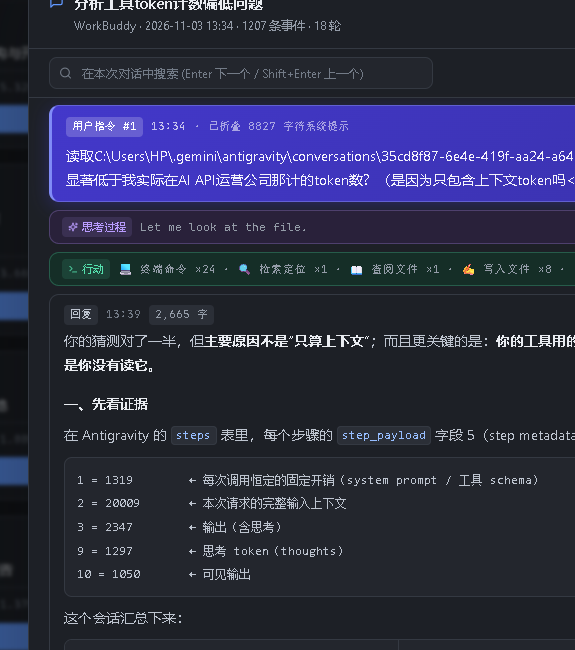 分析工具token计数偏低问题
WorkBuddy · 2026-11-03 13:34 · 1207 条事件 · 18 轮
在本次对话中搜索 (Enter 下一个 / Shift+Enter 上一个)
用户指令 #1 13:34 · 已折叠 8827 字符系统提示
读取C:\Users\HP\.gemini\antigravity\conversations\35cd8f87-6e4e-419f-aa24-a64
显著低于我实际在AI API运营公司那计的token数？（是因为只包含上下文token吗<
思考过程 Let me look at the file.
行动 终端命令 ×24 · 检索定位 ×1 · 查阅文件 ×1 · 写入文件 ×8 ·
回复 13:39 2,665 字
你的猜测对了一半，但主要原因不是"只算上下文"；而且更关键的是：你的工具用的
是你没有读它。
一、先看证据
在 Antigravity 的 steps 表里，每个步骤的 step_payload 字段 5（step metadata
1 = 1319 ← 每次调用恒定的固定开销（system prompt / 工具 schema）
2 = 20009 ← 本次请求的完整输入上下文
3 = 2347 ← 输出（含思考）
9 = 1297 ← 思考 token（thoughts）
10 = 1050 ← 可见输出
这个会话汇总下来：